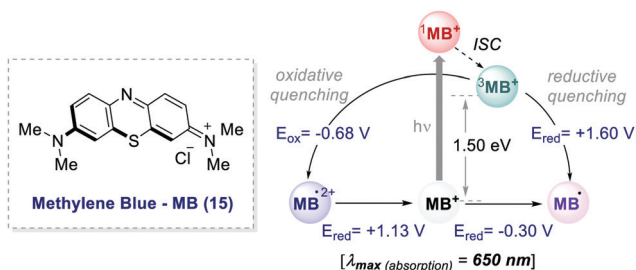 ¹MB⁺
ISC
oxidative
quenching
³MB⁺
reductive
quenching
hν
Eox= -0.68 V
1.50 eV
Ered= +1.60 V
N
Me
N
Me
S
Cl⁻
N⁺
Me
Me
Methylene Blue - MB (15)
MB•2+
MB⁺
MB•
Ered= +1.13 V
Ered= -0.30 V
[λmax (absorption) = 650 nm]